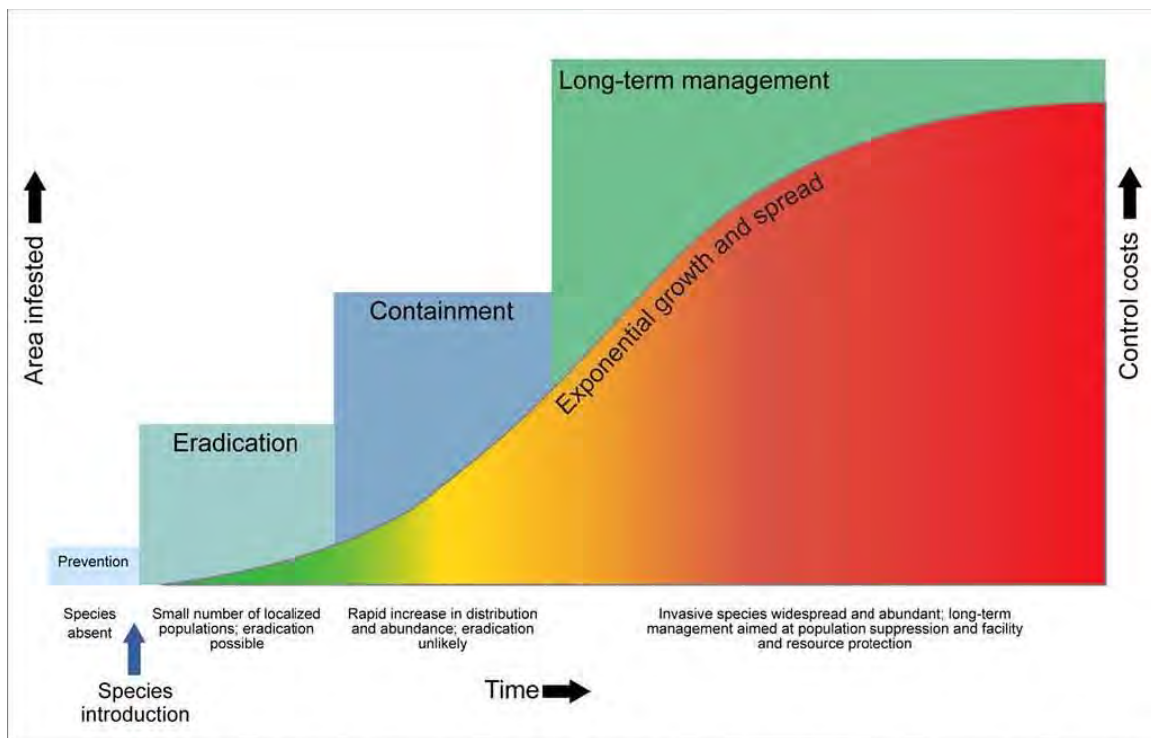 Long-term management
Area infested
Control costs
Exponential growth and spread
Containment
Eradication
Prevention
Species
absent
Small number of localized
populations; eradication
possible
Rapid increase in distribution
and abundance; eradication
unlikely
Invasive species widespread and abundant; long-term
management aimed at population suppression and facility
and resource protection
Species
introduction
Time